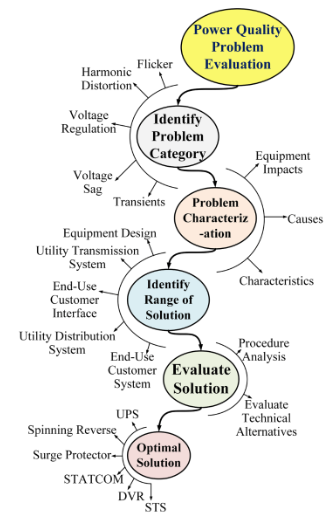 Power Quality
Problem
Evaluation
Flicker
Harmonic
Distortion
Voltage
Regulation
Voltage
Sag
Transients
Identify
Problem
Category
Equipment
Impacts
Causes
Characteristics
Problem
Characteriz
-ation
Equipment Design
Utility Transmission
System
End-Use
Customer
Interface
Utility Distribution
System
End-Use
Customer
System
Identify
Range of
Solution
Procedure
Analysis
Evaluate
Technical
Alternatives
Evaluate
Solution
UPS
Spinning Reverse
Surge Protector
STATCOM
DVR
STS
Optimal
Solution